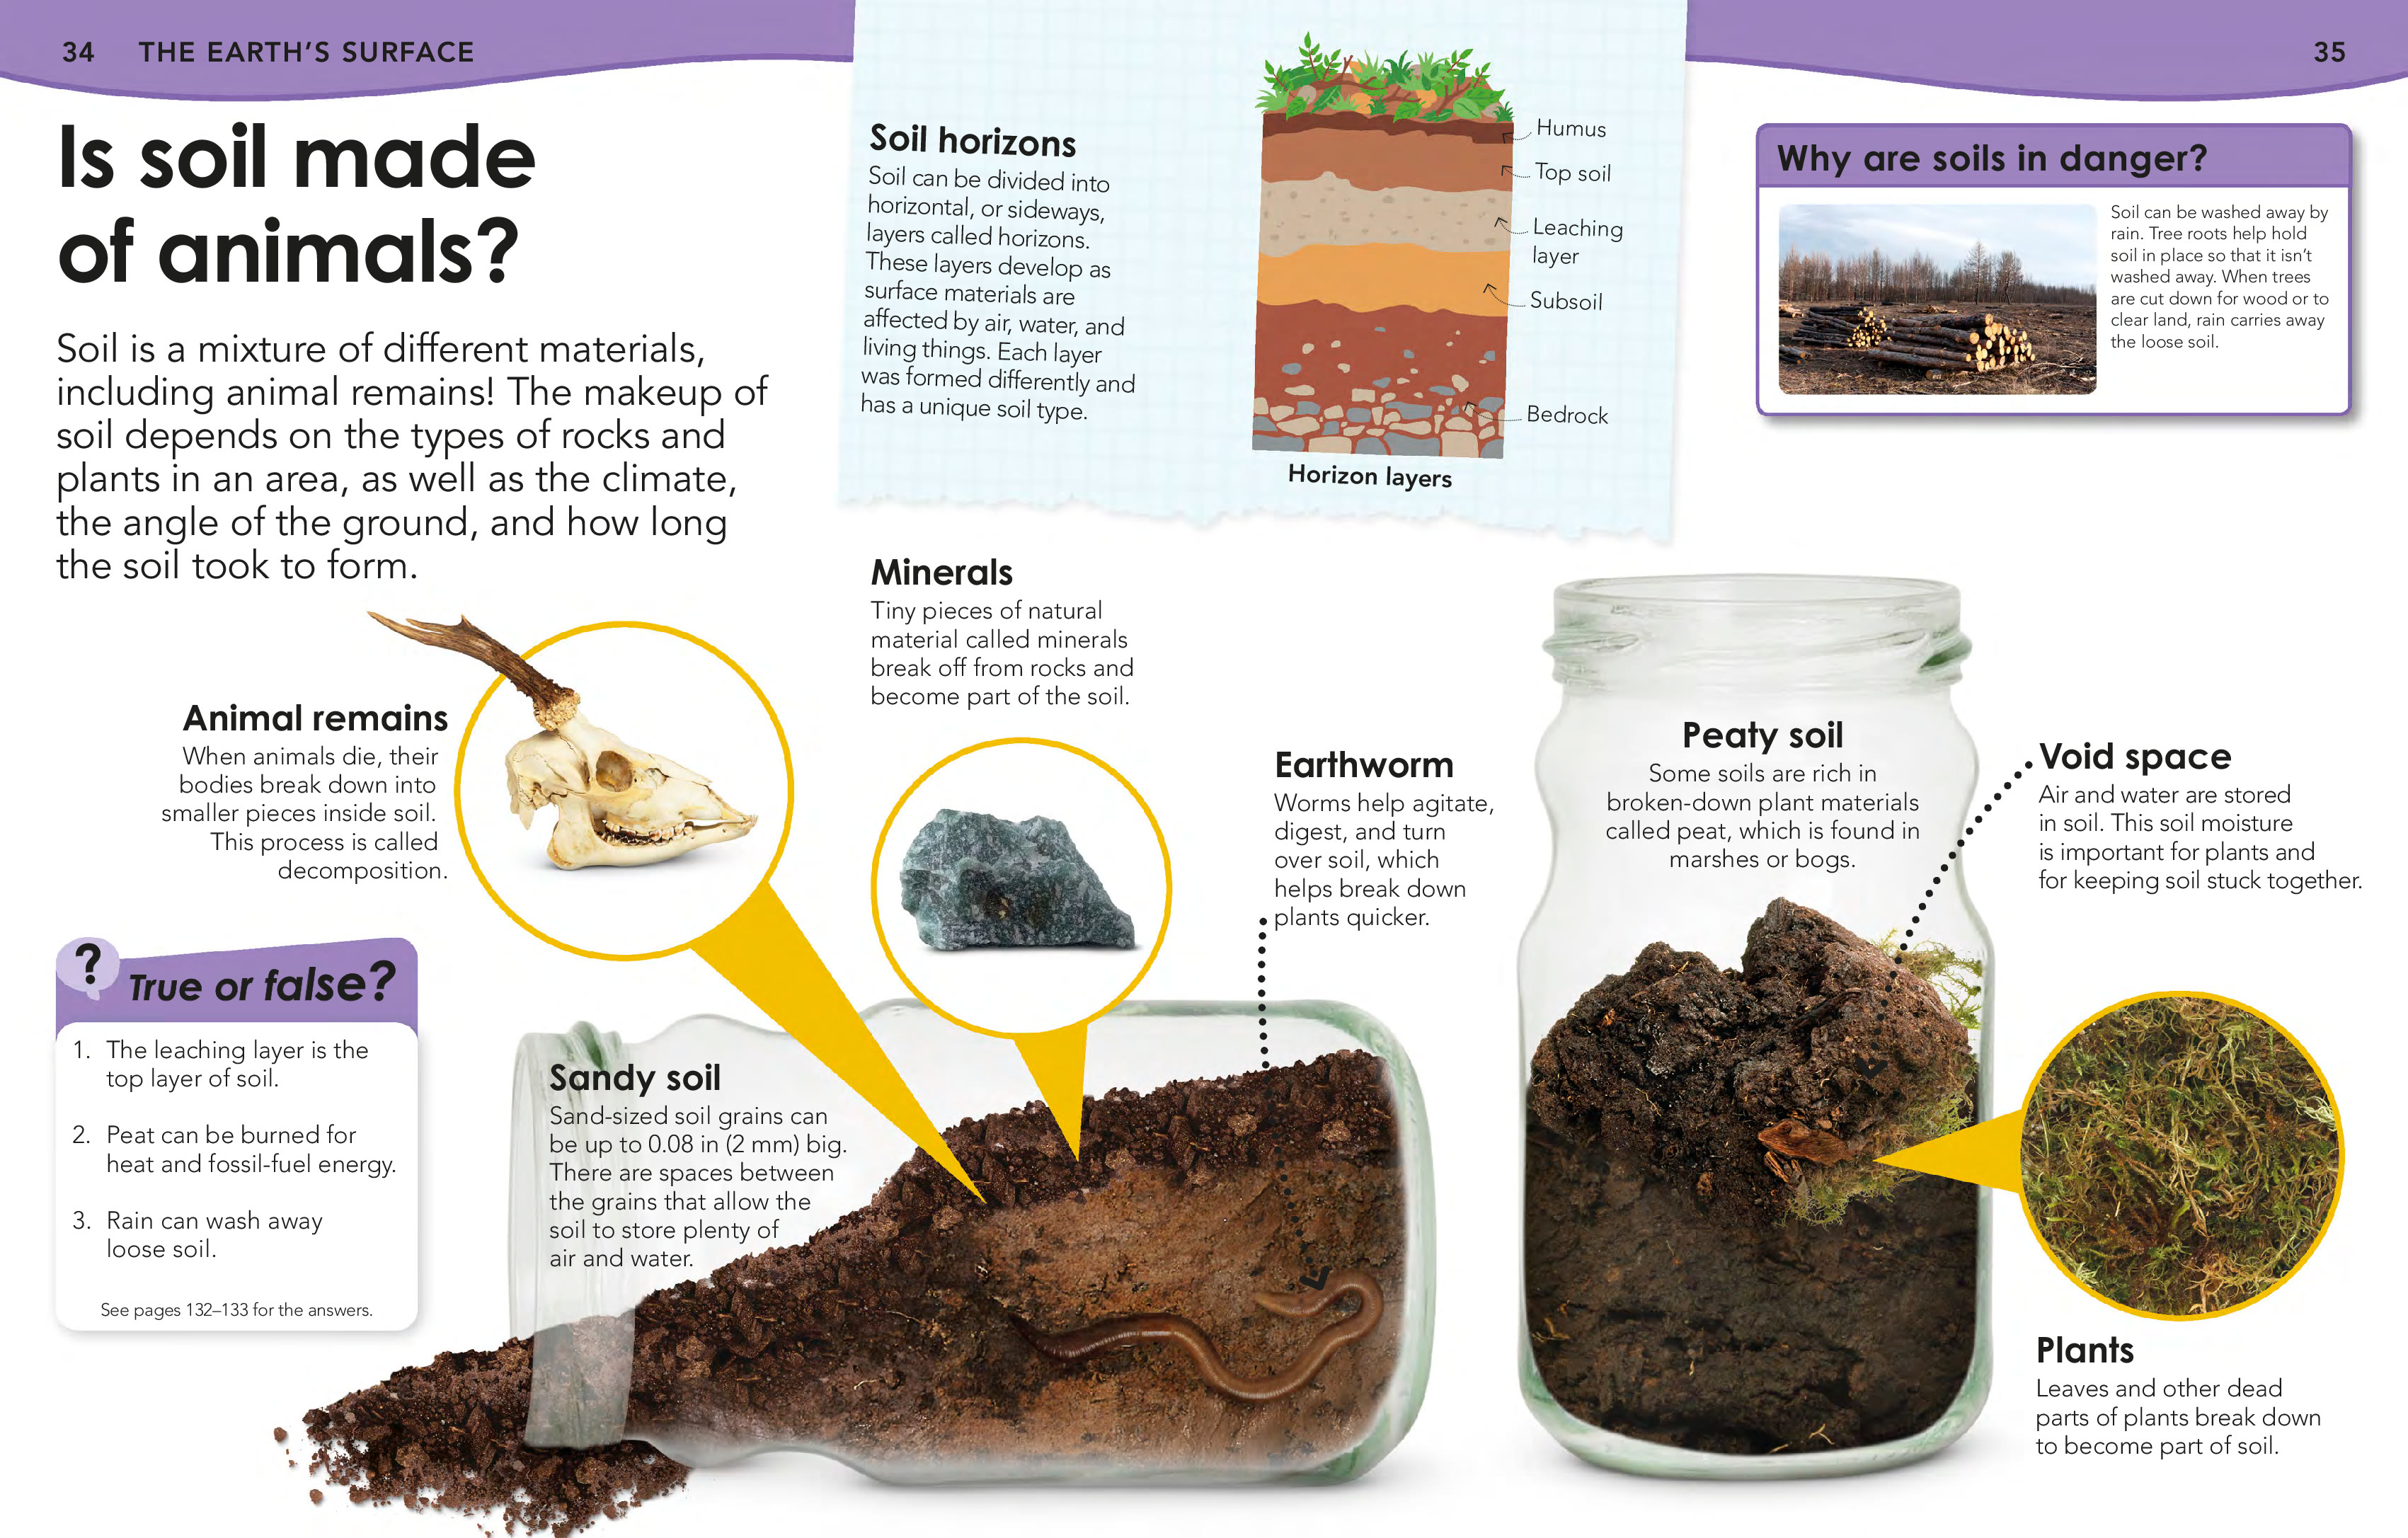 34 THE EARTH'S SURFACE
35
Is soil made
of animals?
Soil is a mixture of different materials,
including animal remains! The makeup of
soil depends on the types of rocks and
plants in an area, as well as the climate,
the angle of the ground, and how long
the soil took to form.
Soil horizons
Soil can be divided into
horizontal, or sideways,
layers called horizons.
These layers develop as
surface materials are
affected by air, water, and
living things. Each layer
was formed differently and
has a unique soil type.
Humus
Top soil
Leaching
layer
Subsoil
Bedrock
Horizon layers
Why are soils in danger?
Soil can be washed away by
rain. Tree roots help hold
soil in place so that it isn't
washed away. When trees
are cut down for wood or to
clear land, rain carries away
the loose soil.
Animal remains
When animals die, their
bodies break down into
smaller pieces inside soil.
This process is called
decomposition.
Minerals
Tiny pieces of natural
material called minerals
break off from rocks and
become part of the soil.
Earthworm
Worms help agitate,
digest, and turn
over soil, which
helps break down
plants quicker.
Peaty soil
Some soils are rich in
broken-down plant materials
called peat, which is found in
marshes or bogs.
Void space
Air and water are stored
in soil. This soil moisture
is important for plants and
for keeping soil stuck together.
? True or false?
1. The leaching layer is the
top layer of soil.
2. Peat can be burned for
heat and fossil-fuel energy.
3. Rain can wash away
loose soil.
See pages 132–133 for the answers.
Sandy soil
Sand-sized soil grains can
be up to 0.08 in (2 mm) big.
There are spaces between
the grains that allow the
soil to store plenty of
air and water.
Plants
Leaves and other dead
parts of plants break down
to become part of soil.